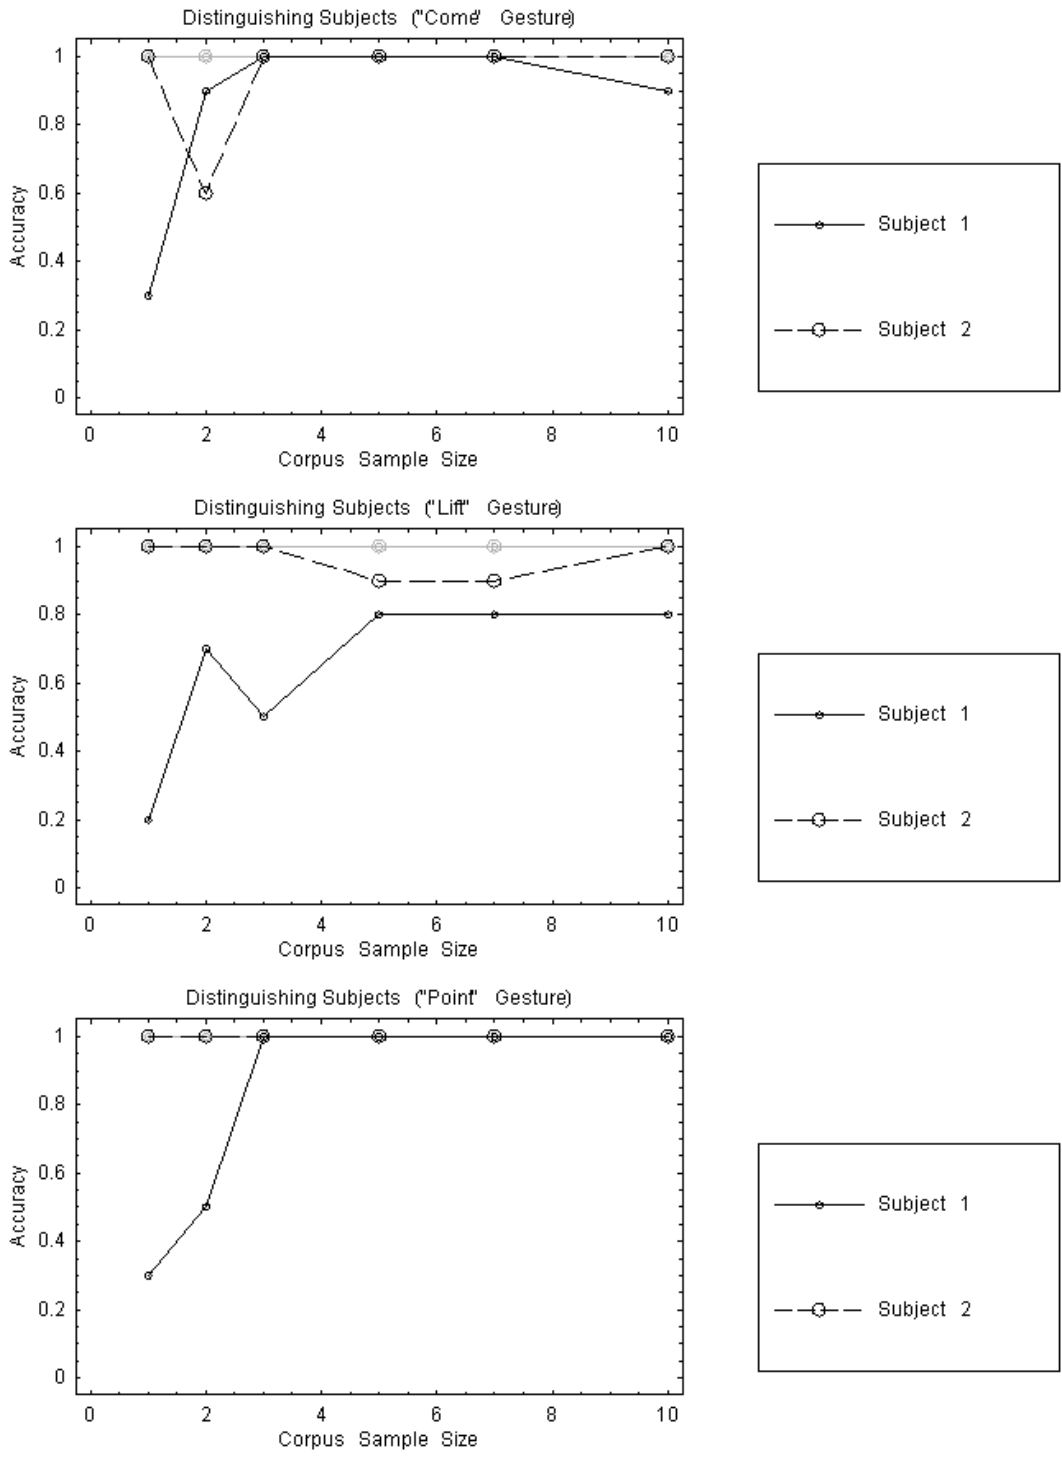 Distinguishing Subjects ("Come" Gesture)
1
0.8
0.6
0.4
0.2
0
Accuracy
0 2 4 6 8 10
Corpus Sample Size
Subject 1
Subject 2
Distinguishing Subjects ("Lift" Gesture)
1
0.8
0.6
0.4
0.2
0
Accuracy
0 2 4 6 8 10
Corpus Sample Size
Subject 1
Subject 2
Distinguishing Subjects ("Point" Gesture)
1
0.8
0.6
0.4
0.2
0
Accuracy
0 2 4 6 8 10
Corpus Sample Size
Subject 1
Subject 2